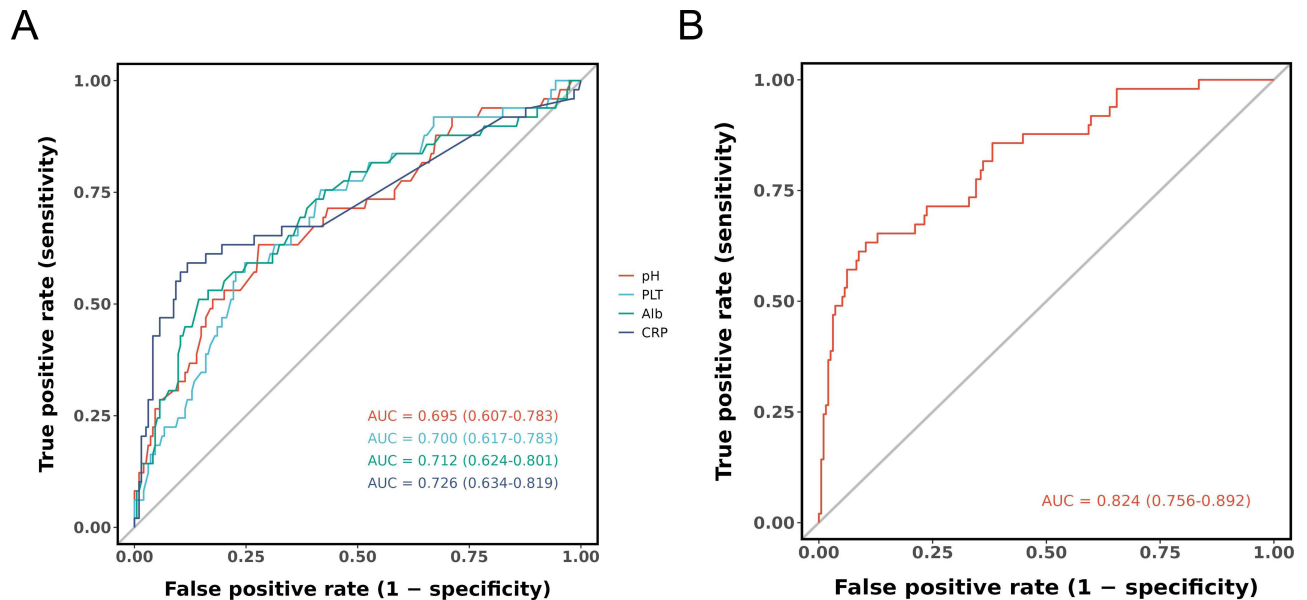 A
True positive rate (sensitivity)
1.00
0.75
0.50
0.25
0.00
0.00 0.25 0.50 0.75 1.00
False positive rate (1 − specificity)
AUC = 0.695 (0.607-0.783)
AUC = 0.700 (0.617-0.783)
AUC = 0.712 (0.624-0.801)
AUC = 0.726 (0.634-0.819)
pH
PLT
Alb
CRP
B
True positive rate (sensitivity)
1.00
0.75
0.50
0.25
0.00
0.00 0.25 0.50 0.75 1.00
False positive rate (1 − specificity)
AUC = 0.824 (0.756-0.892)